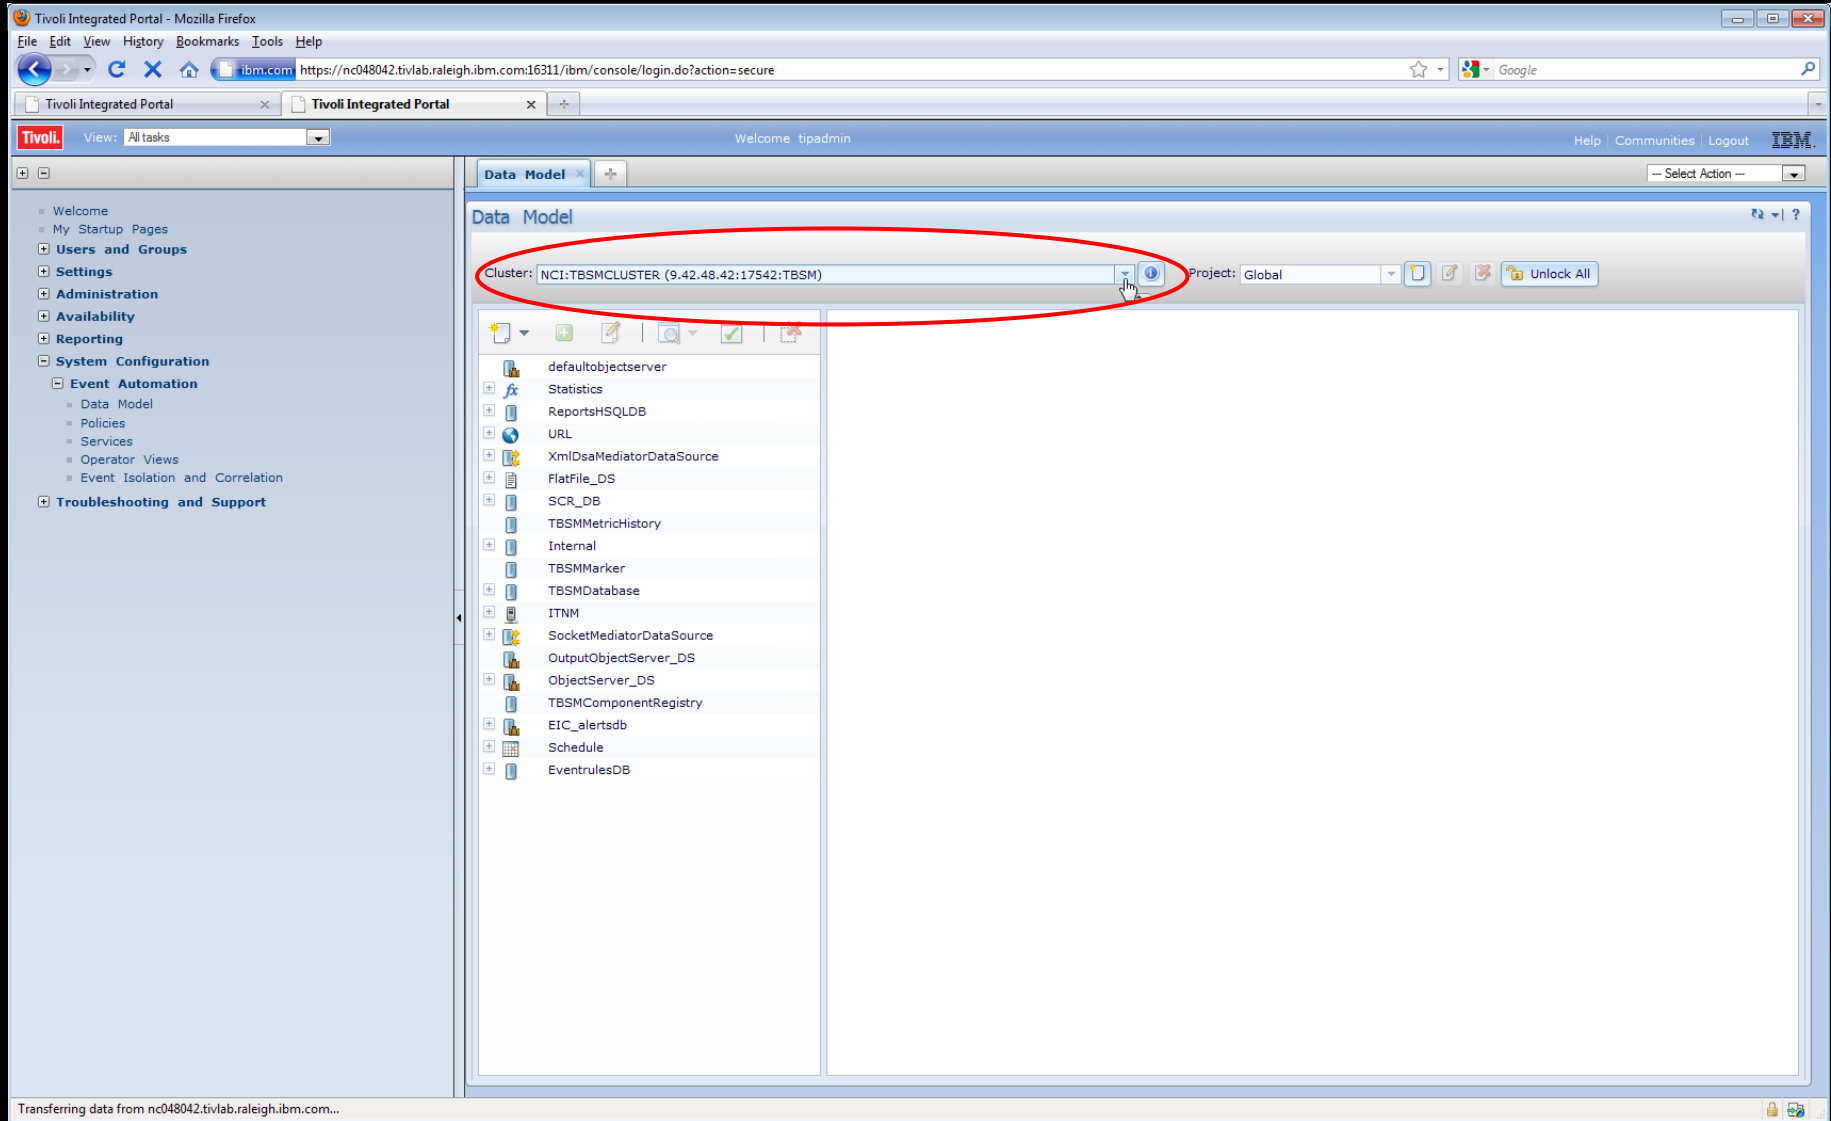 Tivoli Integrated Portal - Mozilla Firefox
File Edit View History Bookmarks Tools Help
ibm.com https://nc048042.tivlab.raleigh.ibm.com:16311/ibm/console/login.do?action=secure
Google
Tivoli Integrated Portal
Tivoli Integrated Portal
Tivoli. View: All tasks Welcome tipadmin Help Communities Logout IBM.
Data Model
--- Select Action ---
Welcome
My Startup Pages
Users and Groups
Settings
Administration
Availability
Reporting
System Configuration
Event Automation
Data Model
Policies
Services
Operator Views
Event Isolation and Correlation
Troubleshooting and Support
Data Model
?
Cluster: NCI:TBSMCLUSTER (9.42.48.42:17542:TBSM) Project: Global Unlock All
defaultobjectserver
fx Statistics
ReportsHSQLDB
URL
XmlDsaMediatorDataSource
FlatFile_DS
SCR_DB
TBSMMetricHistory
Internal
TBSMMarker
TBSMDatabase
ITNM
SocketMediatorDataSource
OutputObjectServer_DS
ObjectServer_DS
TBSMComponentRegistry
EIC_alertsdb
Schedule
EventrulesDB
Transferring data from nc048042.tivlab.raleigh.ibm.com...